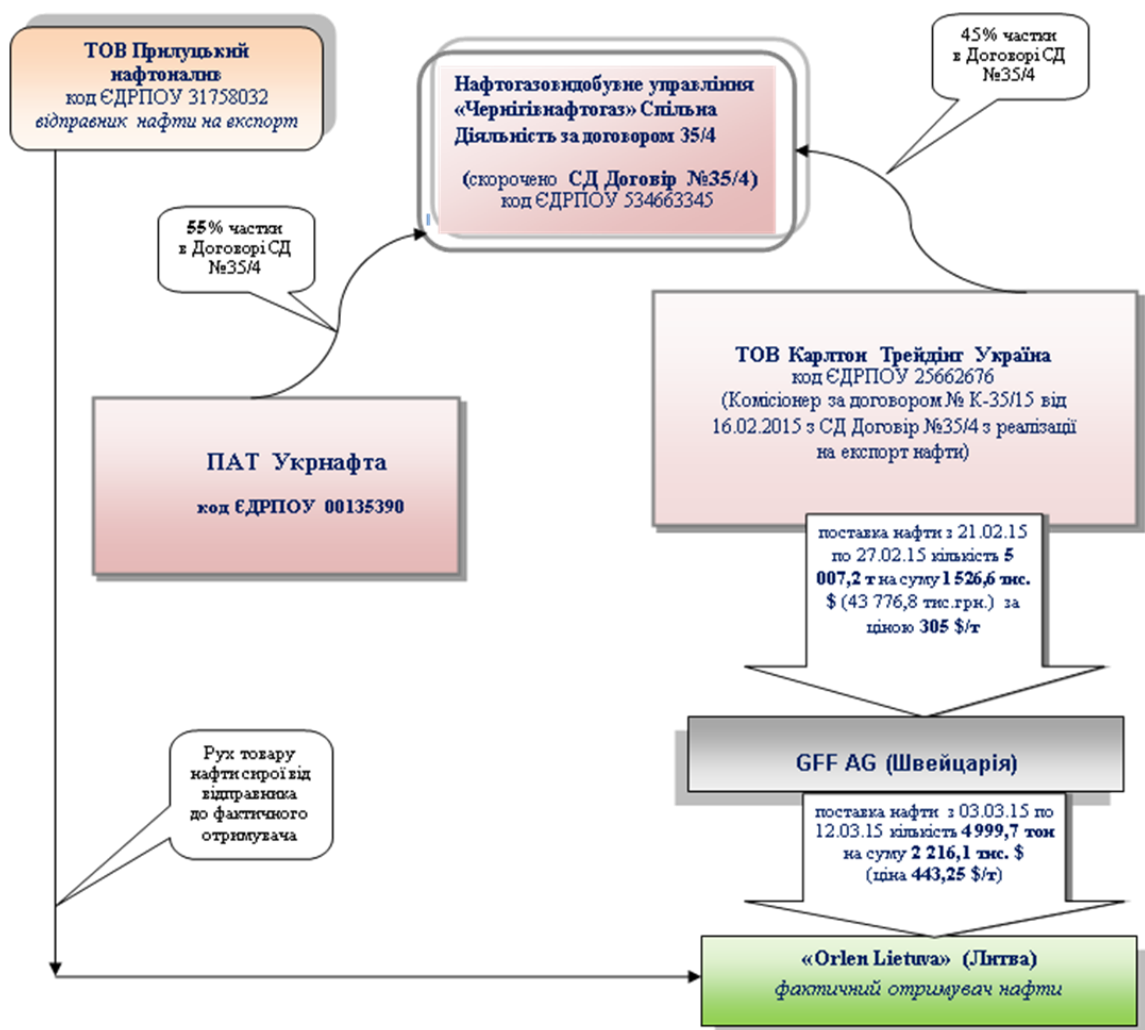 ТОВ Прилуцький
нафтоналив
код ЄДРПОУ 31758032
відправник нафти на експорт
Нафтогазовидобувне управління
«Чернігівнафтогаз» Спільна
Діяльність за договором 35/4
(скорочено СД Договір №35/4)
код ЄДРПОУ 534663345
45% частки
в Договорі СД
№35/4
55% частки
в Договорі СД
№35/4
ТОВ Карлтон Трейдінг Україна
код ЄДРПОУ 25662676
(Комісіонер за договором № К-35/15 від
16.02.2015 з СД Договір №35/4 з реалізації
на експорт нафти)
ПАТ Укрнафта
код ЄДРПОУ 00135390
поставка нафти з 21.02.15
по 27.02.15 кількість 5
007,2 т на суму 1 526,6 тис.
$ (43 776,8 тис.грн.) за
ціною 305 $/т
GFF AG (Швейцарія)
Рух товару
нафти сирої від
відправника
до фактичного
отримувача
поставка нафти з 03.03.15 по
12.03.15 кількість 4 999,7 тон
на суму 2 216,1 тис. $
(ціна 443,25 $/т)
«Orlen Lietuva» (Литва)
фактичний отримувач нафти